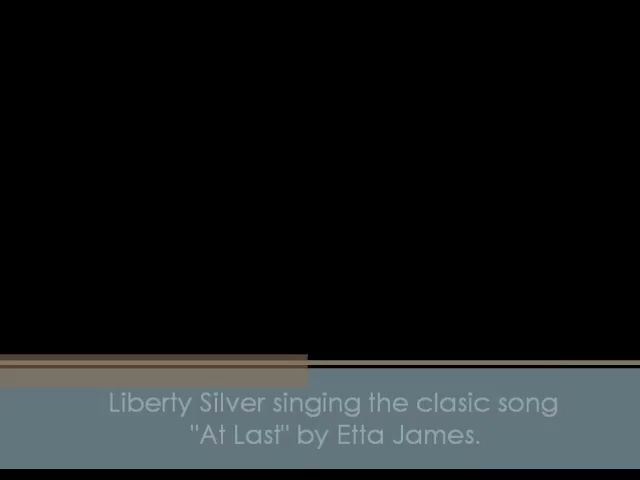 Liberty Silver singing the clasic song
"At Last" by Etta James.